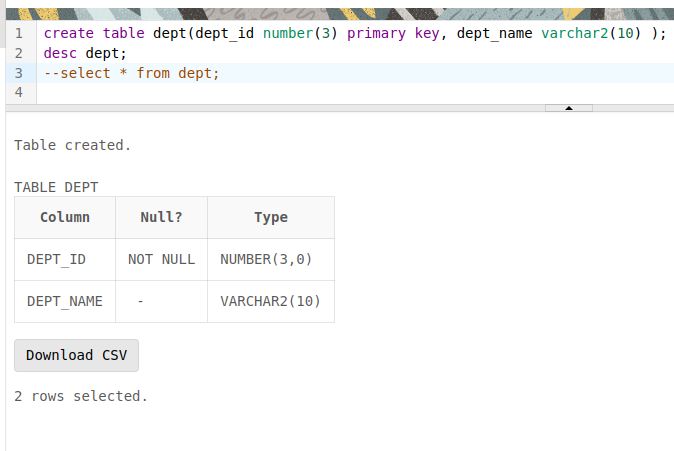 1 create table dept(dept_id number(3) primary key, dept_name varchar2(10) );
2 desc dept;
3 --select * from dept;
4
Table created.
TABLE DEPT
Column Null? Type
DEPT_ID NOT NULL NUMBER(3,0)
DEPT_NAME - VARCHAR2(10)
Download CSV
2 rows selected.